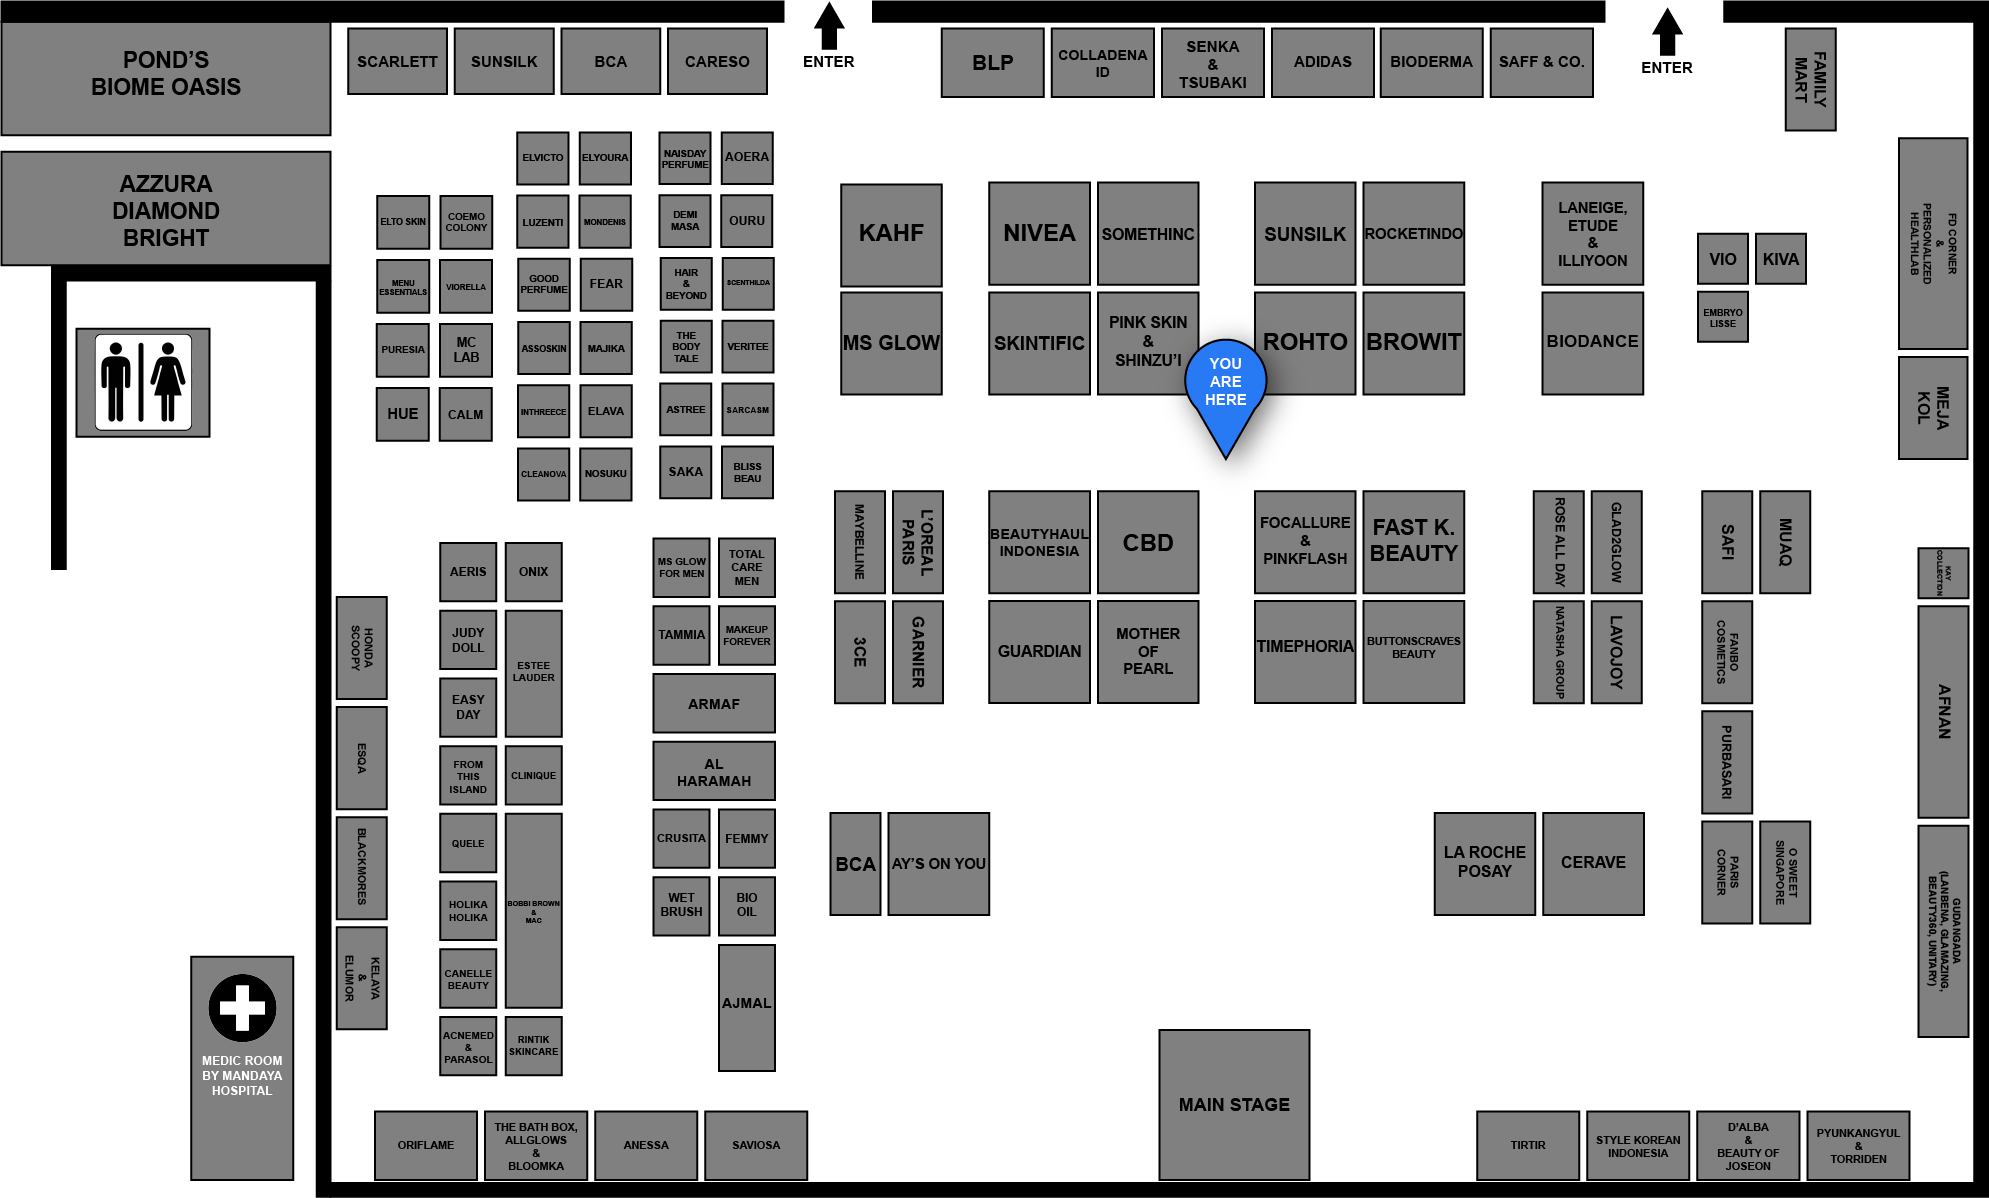 ENTER
ENTER
POND'S
BIOME OASIS
SCARLETT
SUNSILK
BCA
CARESO
BLP
COLLADENA
ID
SENKA
&
TSUBAKI
ADIDAS
BIODERMA
SAFF & CO.
FAMILY
MART
AZZURA
DIAMOND
BRIGHT
ELVICTO
ELYOURA
NAISDAY
PERFUME
AOERA
ELTO SKIN
COEMO
COLONY
LUZENTI
MONDENIS
DEMI
MASA
OURU
MENU
ESSENTIALS
VIORELLA
GOOD
PERFUME
FEAR
HAIR
&
BEYOND
SCENTHILDA
PURESIA
MC
LAB
ASSOSKIN
MAJIKA
THE
BODY
TALE
VERITEE
HUE
CALM
INTHREECE
ELAVA
ASTREE
SARCASM
CLEANOVA
NOSUKU
SAKA
BLISS
BEAU
KAHF
NIVEA
SOMETHINC
SUNSILK
ROCKETINDO
LANEIGE,
ETUDE
&
ILLIYOON
VIO
KIVA
EMBRYO
LISSE
FD CORNER
&
PERSONALIZED
HEALTHLAB
MS GLOW
SKINTIFIC
PINK SKIN
&
SHINZU'I
YOU
ARE
HERE
ROHTO
BROWIT
BIODANCE
MEJA
KOL
MAYBELLINE
L'OREAL
PARIS
BEAUTYHAUL
INDONESIA
CBD
FOCALLURE
&
PINKFLASH
FAST K.
BEAUTY
ROSE ALL DAY
GLAD2GLOW
SAFI
MUAQ
KAY
COLLECTION
3CE
GARNIER
GUARDIAN
MOTHER
OF
PEARL
TIMEPHORIA
BUTTONSCRAVES
BEAUTY
NATASHA GROUP
LAVOJOY
FANBO
COSMETICS
AFNAN
PURBASARI
AERIS
ONIX
MS GLOW
FOR MEN
TOTAL
CARE
MEN
HONDA
SCOOPY
JUDY
DOLL
ESTEE
LAUDER
TAMMIA
MAKEUP
FOREVER
EASY
DAY
ARMAF
ESQA
FROM
THIS
ISLAND
CLINIQUE
AL
HARAMAH
BLACKMORES
QUELE
BOBBI BROWN
&
MAC
CRUSITA
FEMMY
BCA
AY'S ON YOU
LA ROCHE
POSAY
CERAVE
PARIS
CORNER
O SWEET
SINGAPORE
GUDANGADA
(LANBENA, GLAMAZING,
BEAUTY360, UNITARY)
HOLIKA
HOLIKA
WET
BRUSH
BIO
OIL
KELAYA
&
ELUMOR
CANELLE
BEAUTY
AJMAL
ACNEMED
&
PARASOL
RINTIK
SKINCARE
MEDIC ROOM
BY MANDAYA
HOSPITAL
ORIFLAME
THE BATH BOX,
ALLGLOWS
&
BLOOMKA
ANESSA
SAVIOSA
MAIN STAGE
TIRTIR
STYLE KOREAN
INDONESIA
D'ALBA
&
BEAUTY OF
JOSEON
PYUNKANGYUL
&
TORRIDEN